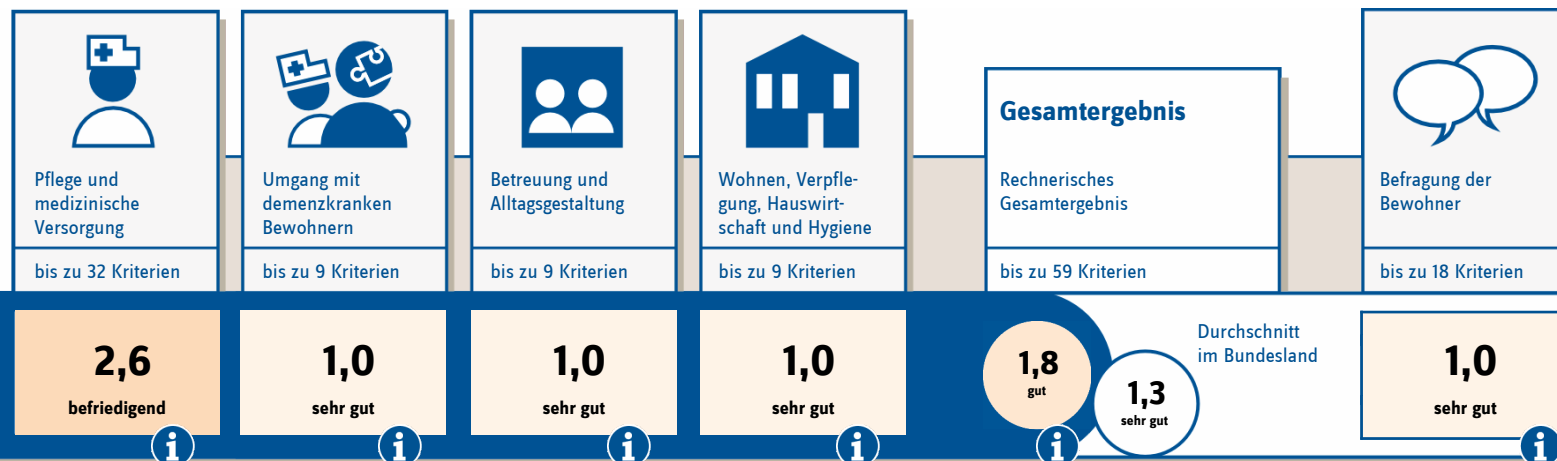 Pflege und
medizinische
Versorgung
bis zu 32 Kriterien
2,6
befriedigend
Umgang mit
demenzkranken
Bewohnern
bis zu 9 Kriterien
1,0
sehr gut
Betreuung und
Alltagsgestaltung
bis zu 9 Kriterien
1,0
sehr gut
Wohnen, Verpfle-
gung, Hauswirt-
schaft und Hygiene
bis zu 9 Kriterien
1,0
sehr gut
Gesamtergebnis
Rechnerisches
Gesamtergebnis
bis zu 59 Kriterien
1,8
gut
Durchschnitt
im Bundesland
1,3
sehr gut
Befragung der
Bewohner
bis zu 18 Kriterien
1,0
sehr gut